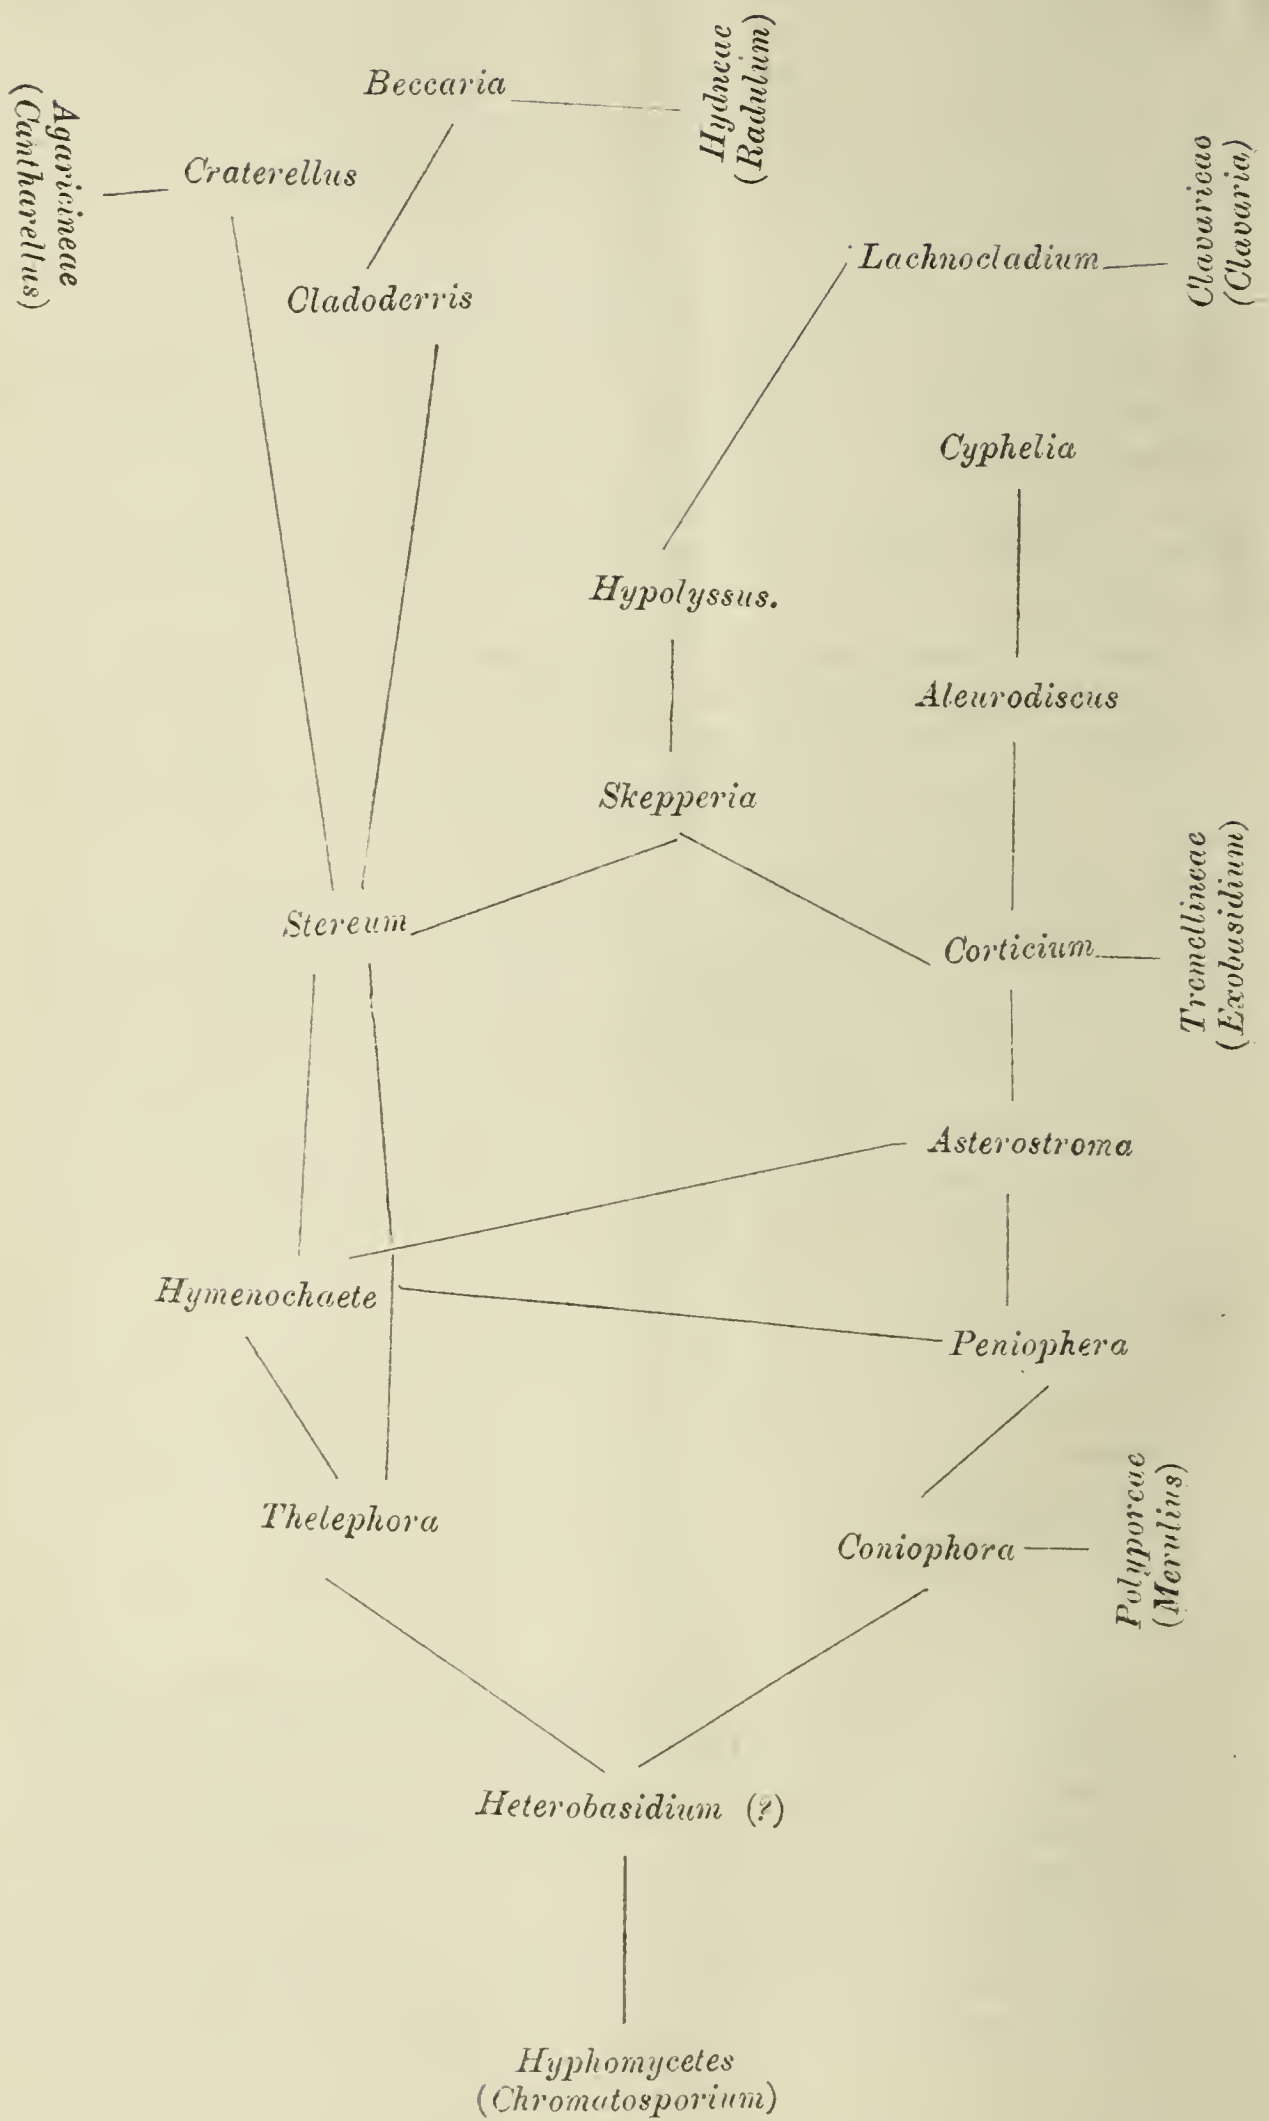 Beccaria
Hydneae
(Radulum)
Agaricineae
(Cantharellus)
Craterellus
Lachnocladium
Clavaricae
(Clavaria)
Cladoderris
Cyphelia
Hypolyssus.
Aleurodiscus
Skepperia
Stereum
Corticium
Tremellineae
(Exobasidium)
Asterostroma
Hymenochaete
Peniophera
Thelephora
Coniophora
Polyporeae
(Merulius)
Heterobasidium (?)
Hyphomycetes
(Chromatosporium)